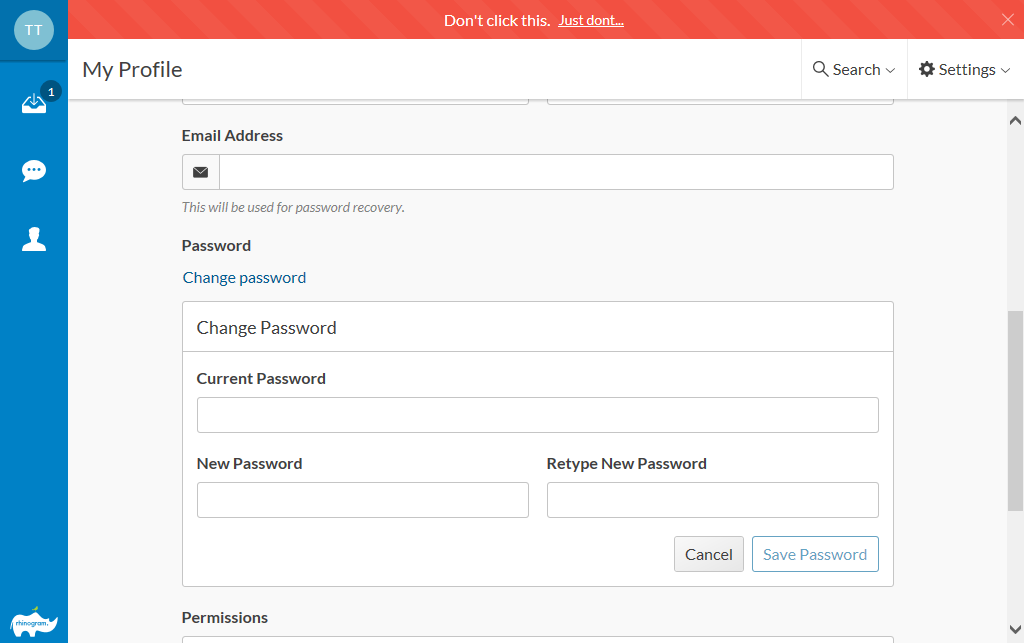 TT
Don't click this. Just dont...
1
My Profile
Search
Settings
Email Address
This will be used for password recovery.
Password
Change password
Change Password
Current Password
New Password
Retype New Password
Cancel
Save Password
Permissions
rhinogram.